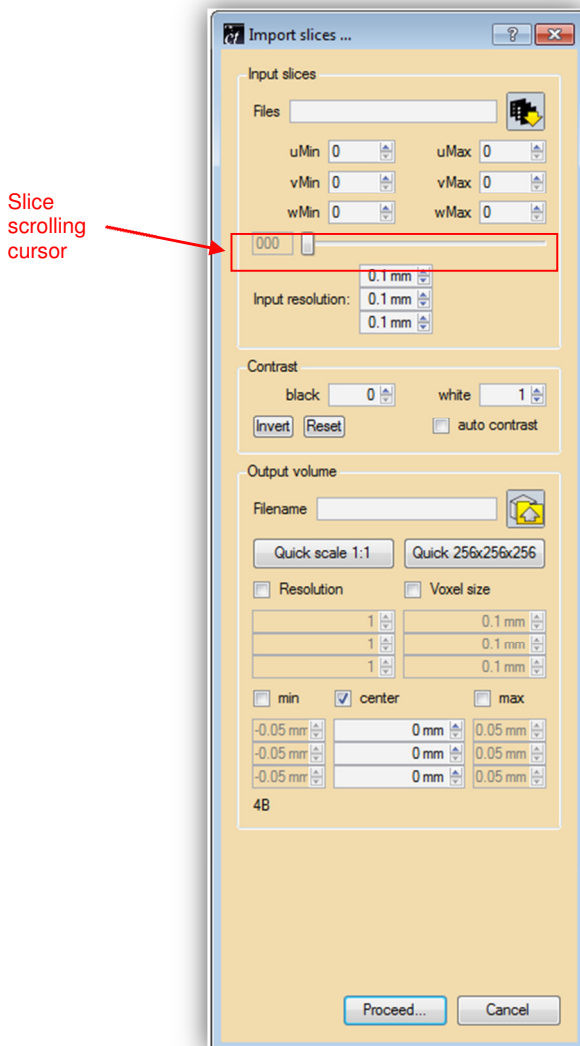 Import slices ...
Input slices
Files
uMin 0 uMax 0
vMin 0 vMax 0
wMin 0 wMax 0
Slice
scrolling
cursor
000
0.1 mm
Input resolution: 0.1 mm
0.1 mm
Contrast
black 0 white 1
Invert Reset auto contrast
Output volume
Filename
Quick scale 1:1 Quick 256x256x256
Resolution Voxel size
1 0.1 mm
1 0.1 mm
1 0.1 mm
min center max
-0.05 mm 0 mm 0.05 mm
-0.05 mm 0 mm 0.05 mm
-0.05 mm 0 mm 0.05 mm
4B
Proceed... Cancel